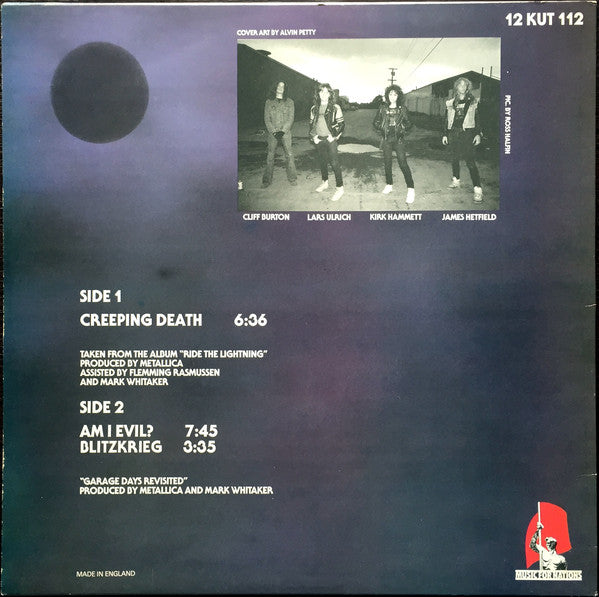 12 KUT 112
COVER ART BY ALVIN PETTY
PIC. BY ROSS HALFIN
CLIFF BURTON LARS ULRICH KIRK HAMMETT JAMES HETFIELD
SIDE 1
CREEPING DEATH 6:36
TAKEN FROM THE ALBUM "RIDE THE LIGHTNING"
PRODUCED BY METALLICA
ASSISTED BY FLEMMING RASMUSSEN
AND MARK WHITAKER
SIDE 2
AM I EVIL? 7:45
BLITZKRIEG 3:35
"GARAGE DAYS REVISITED"
PRODUCED BY METALLICA AND MARK WHITAKER
MUSIC FOR NATIONS
MADE IN ENGLAND